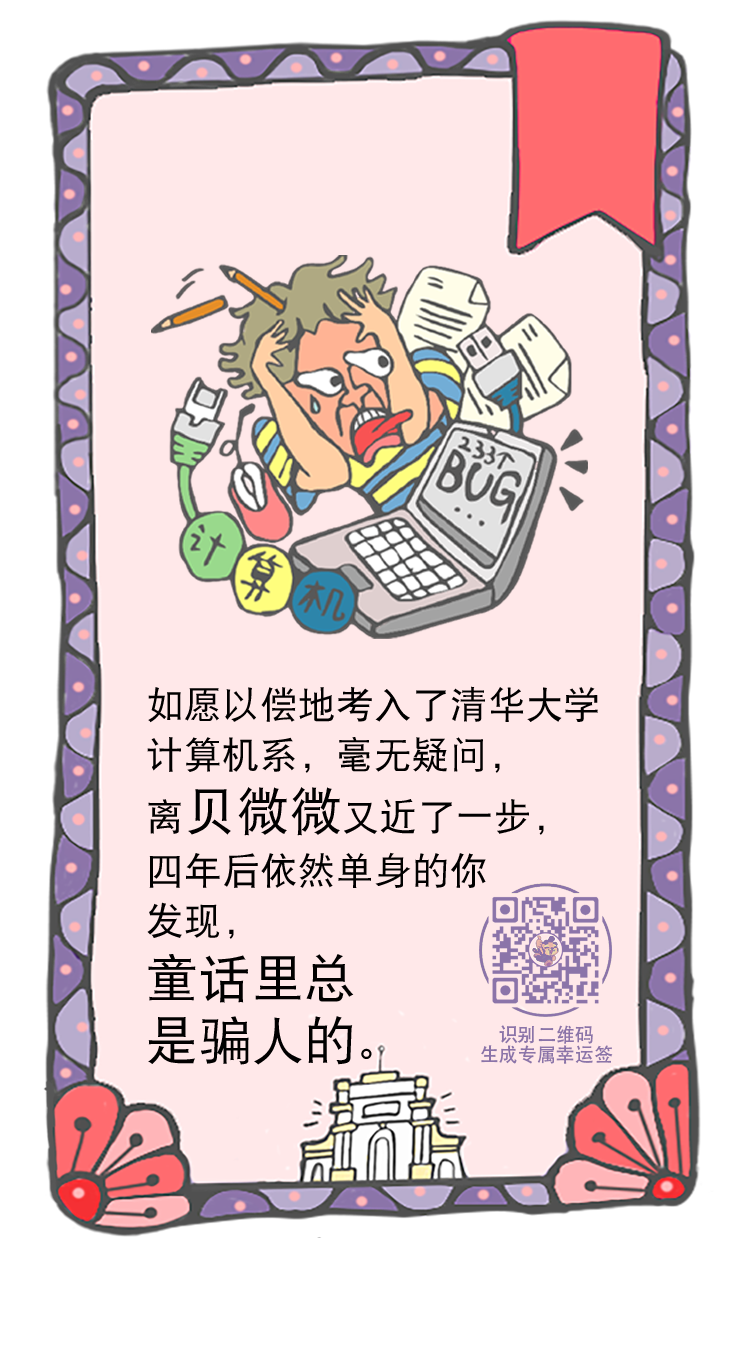 233个
BUG
...
计
算
机
如愿以偿地考入了清华大学
计算机系，毫无疑问，
离贝微微又近了一步，
四年后依然单身的你
发现，
童话里总
是骗人的。
识别二维码
生成专属幸运签